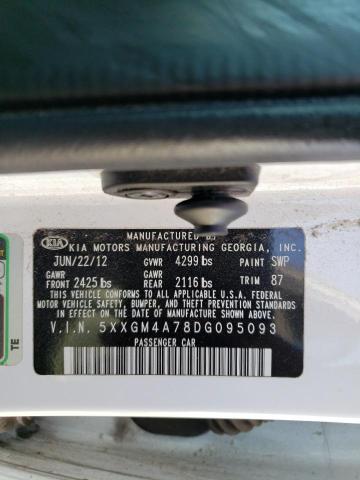 MANUFACTURED BY
KIA KIA MOTORS MANUFACTURING GEORGIA, INC.
JUN/22/12 GVWR 4299 lbs PAINT SWP
GAWR FRONT 2425 lbs GAWR REAR 2116 lbs TRIM 87
THIS VEHICLE CONFORMS TO ALL APPLICABLE U.S.A. FEDERAL
MOTOR VEHICLE SAFETY, BUMPER, AND THEFT PREVENTION
STANDARDS IN EFFECT ON THE DATE OF MANUFACTURE
SHOWN ABOVE.
V.I.N. 5XXGM4A78DG095093
PASSENGER CAR
TE